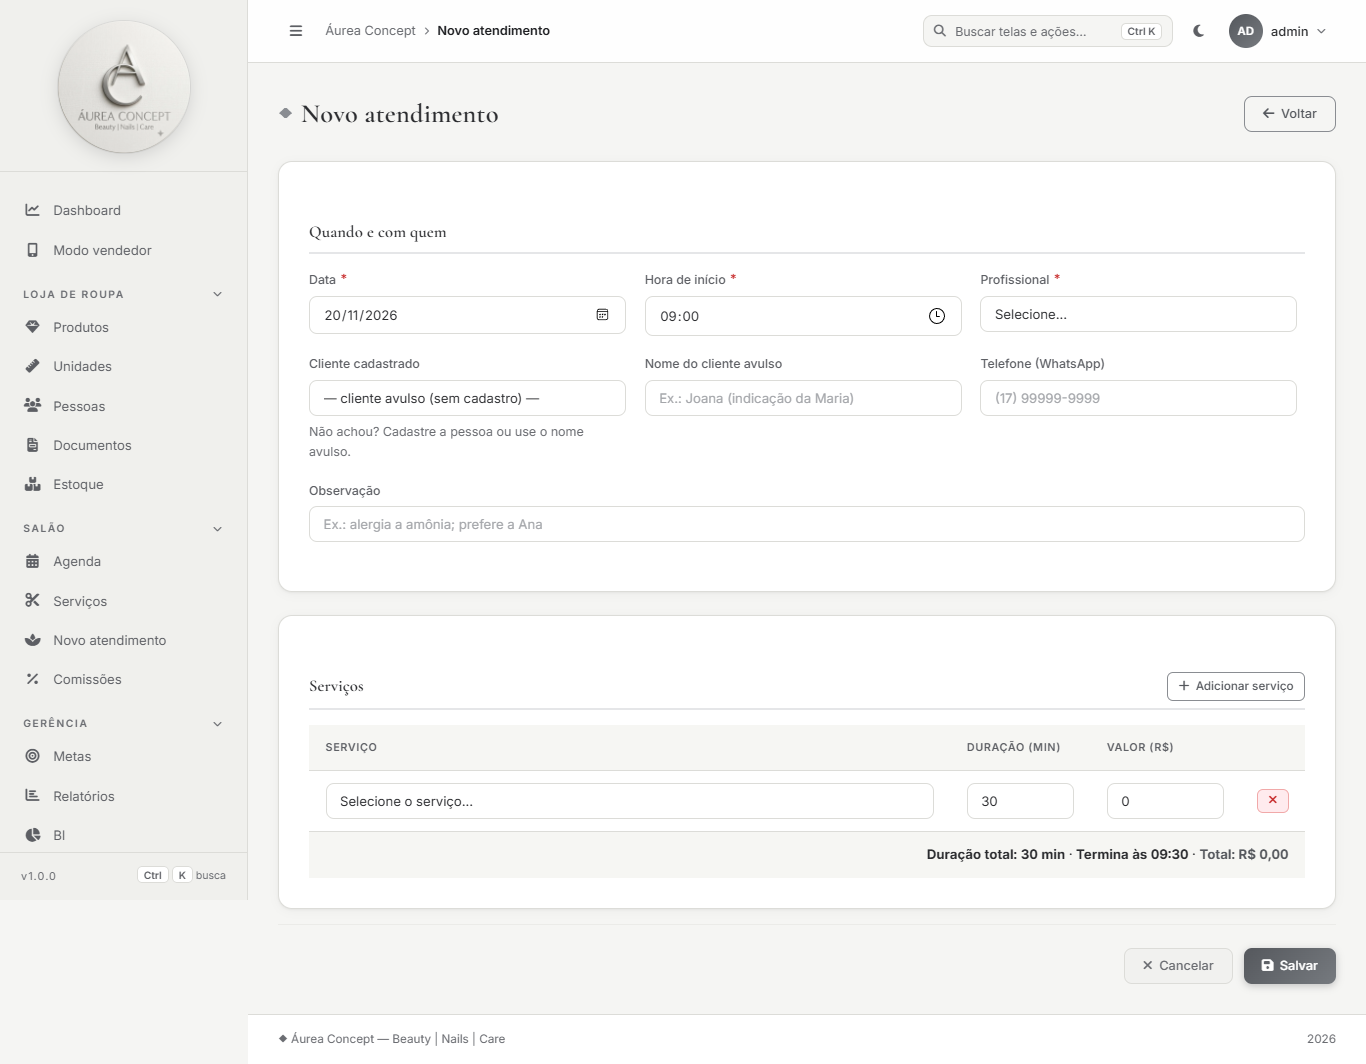 ÁUREA CONCEPT
Beauty | Nails | Care
Dashboard
Modo vendedor
LOJA DE ROUPA
Produtos
Unidades
Pessoas
Documentos
Estoque
SALÃO
Agenda
Serviços
Novo atendimento
Comissões
GERÊNCIA
Metas
Relatórios
BI
v1.0.0
Ctrl K busca
Áurea Concept › Novo atendimento
Buscar telas e ações... Ctrl K
AD admin
Novo atendimento
Voltar
Quando e com quem
Data * Hora de início * Profissional *
20/11/2026 09:00 Selecione...
Cliente cadastrado Nome do cliente avulso Telefone (WhatsApp)
— cliente avulso (sem cadastro) — Ex.: Joana (indicação da Maria) (17) 99999-9999
Não achou? Cadastre a pessoa ou use o nome
avulso.
Observação
Ex.: alergia a amônia; prefere a Ana
Serviços
Adicionar serviço
SERVIÇO DURAÇÃO (MIN) VALOR (R$)
Selecione o serviço... 30 0
Duração total: 30 min · Termina às 09:30 · Total: R$ 0,00
Cancelar
Salvar
Áurea Concept — Beauty | Nails | Care
2026